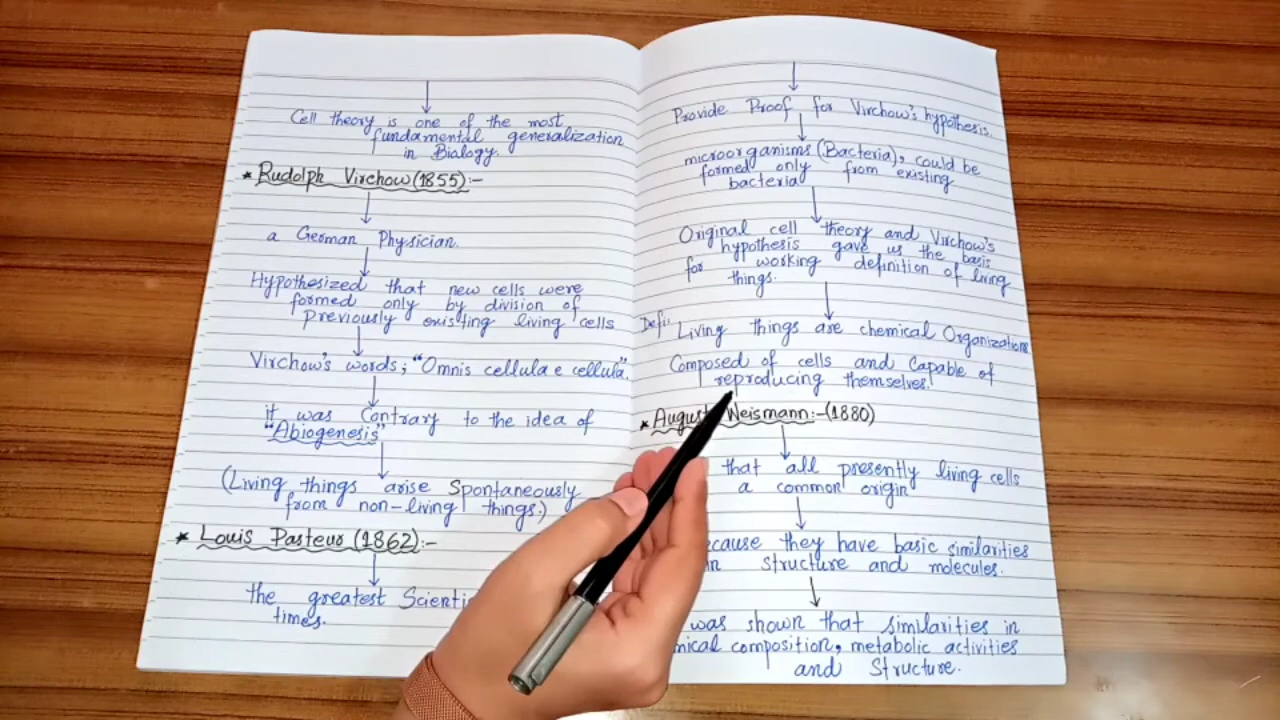 Cell theory is one of the most
fundamental generalization
in Biology.
* Rudolph Virchow (1855):-
a German Physician.
Hypothesized that new cells were
formed only by division of
previously existing living cells
Virchow's words; "Omnis cellula e cellula".
it was Contrary to the idea of
"Abiogenesis"
(Living things arise Spontaneously
from non-living things.)
* Louis Pasteur (1862):-
the greatest
times.
Provide Proof for Virchow's hypothesis.
microorganisms (Bacteria), could be
formed only from existing
bacteria
Original cell theory and Virchow's
hypothesis gave us the basis
for working definition of living
things.
Defi: Living things are chemical Organizations
Composed of cells and Capable of
reproducing themselves.
* August Weismann:-(1880)
that all presently living cells
a common origin
they have basic similarities
structure and molecules.
was shown that similarities in
composition, metabolic activities
and Structure.